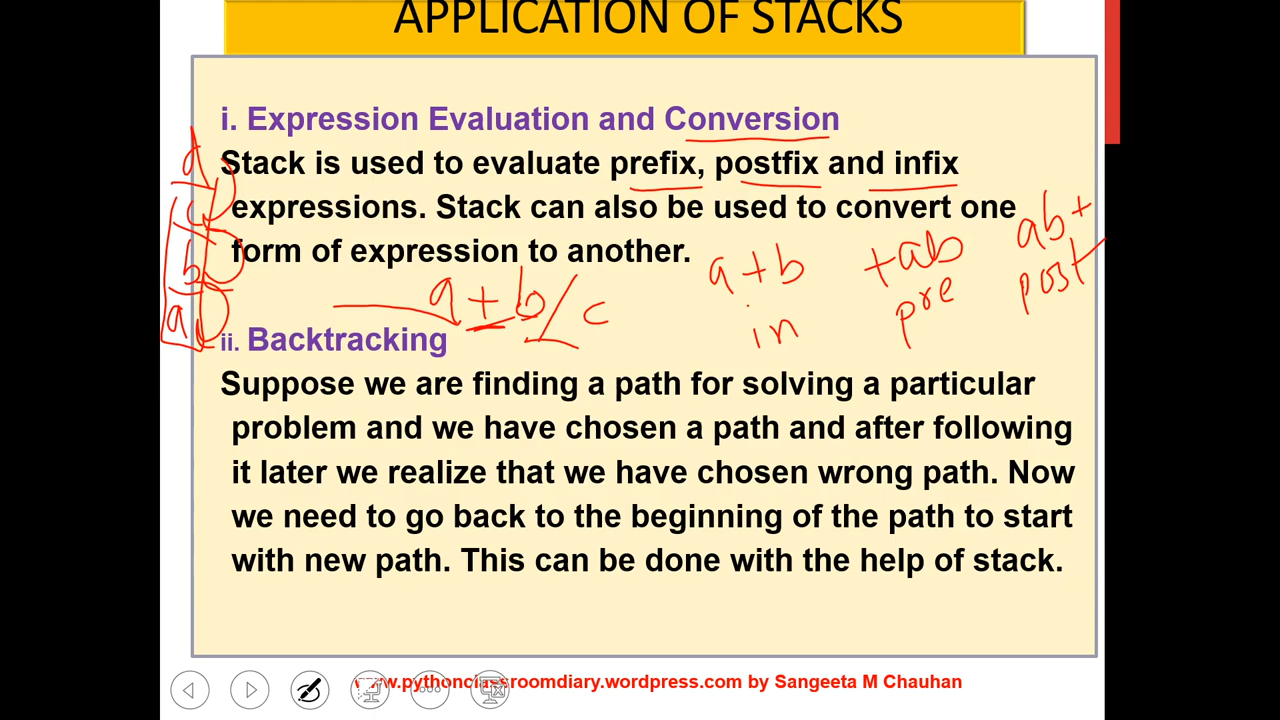 APPLICATION OF STACKS
i. Expression Evaluation and Conversion
Stack is used to evaluate prefix, postfix and infix
expressions. Stack can also be used to convert one
form of expression to another.
d
c
b
a
a + b / c
a + b
in
+ab
pre
ab+
post
ii. Backtracking
Suppose we are finding a path for solving a particular
problem and we have chosen a path and after following
it later we realize that we have chosen wrong path. Now
we need to go back to the beginning of the path to start
with new path. This can be done with the help of stack.
www.pythonclassroomdiary.wordpress.com by Sangeeta M Chauhan